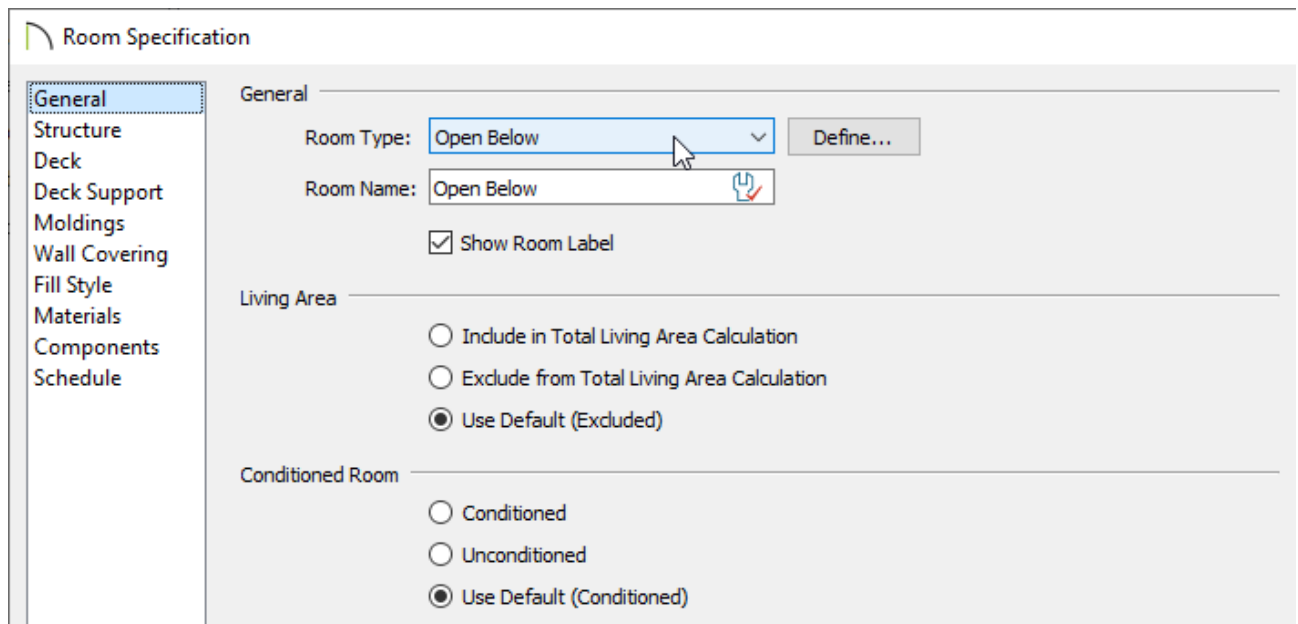 Room Specification
General
Structure
Deck
Deck Support
Moldings
Wall Covering
Fill Style
Materials
Components
Schedule
General
Room Type: Open Below Define...
Room Name: Open Below
Show Room Label
Living Area
Include in Total Living Area Calculation
Exclude from Total Living Area Calculation
Use Default (Excluded)
Conditioned Room
Conditioned
Unconditioned
Use Default (Conditioned)